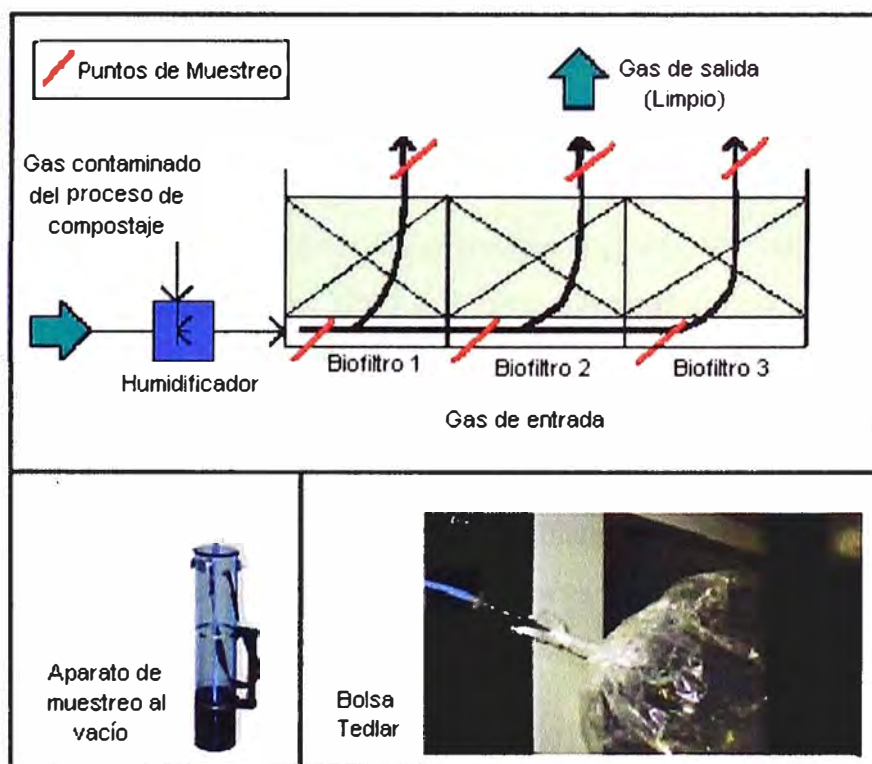 Puntos de Muestreo
Gas de salida
(Limpio)
Gas contaminado
del proceso de
compostaje
Humidificador
Biofiltro 1
Biofiltro 2
Biofiltro 3
Gas de entrada
Aparato de
muestreo al
vacío
Bolsa
Tedlar